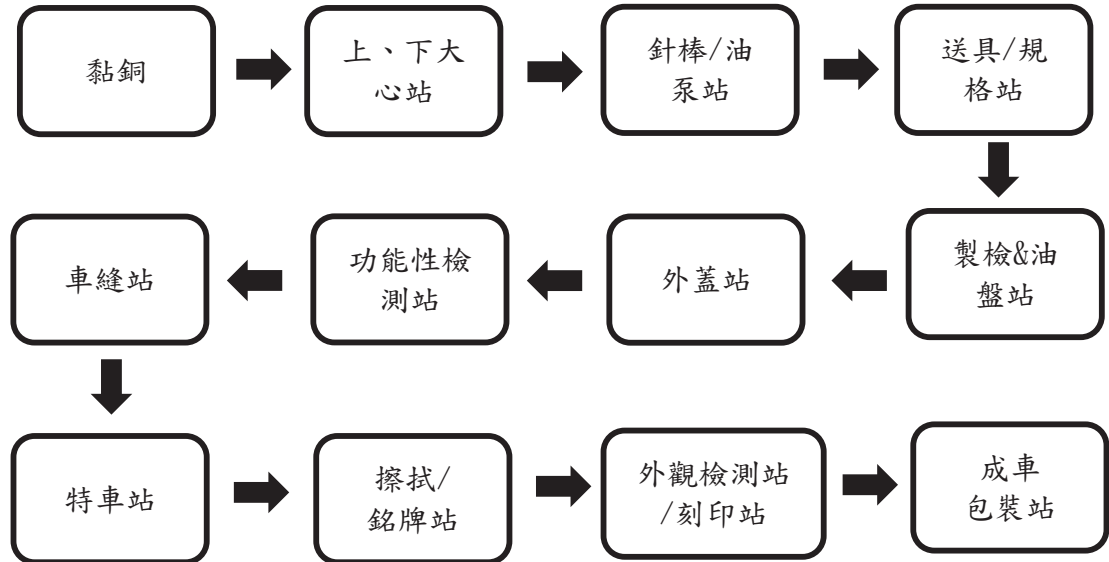 黏銅
上、下大
心站
針棒/油
泵站
送具/規
格站
製檢&油
盤站
外蓋站
功能性檢
測站
車縫站
特車站
擦拭/
銘牌站
外觀檢測站
/刻印站
成車
包裝站